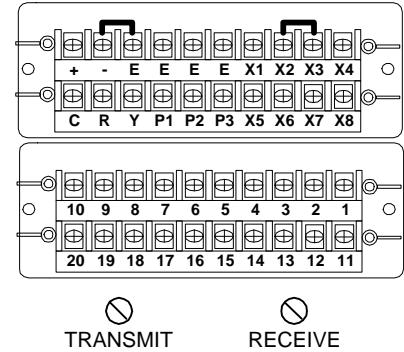 + - E E E E X1 X2 X3 X4
C R Y P1 P2 P3 X5 X6 X7 X8
10 9 8 7 6 5 4 3 2 1
20 19 18 17 16 15 14 13 12 11
TRANSMIT RECEIVE